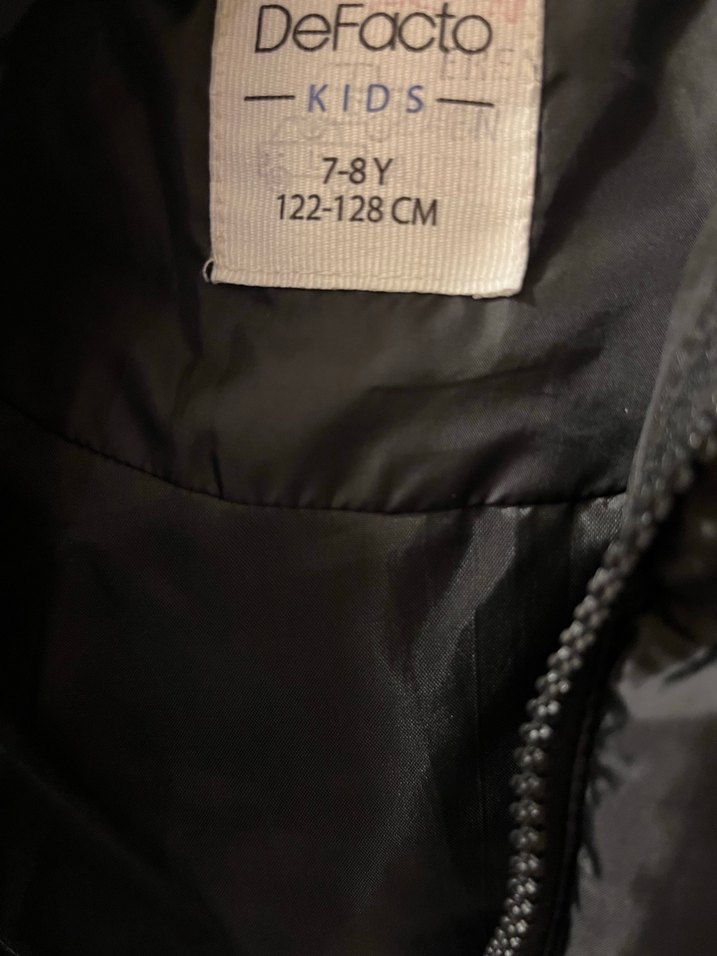 DeFacto
KIDS
7-8 Y
122-128 CM